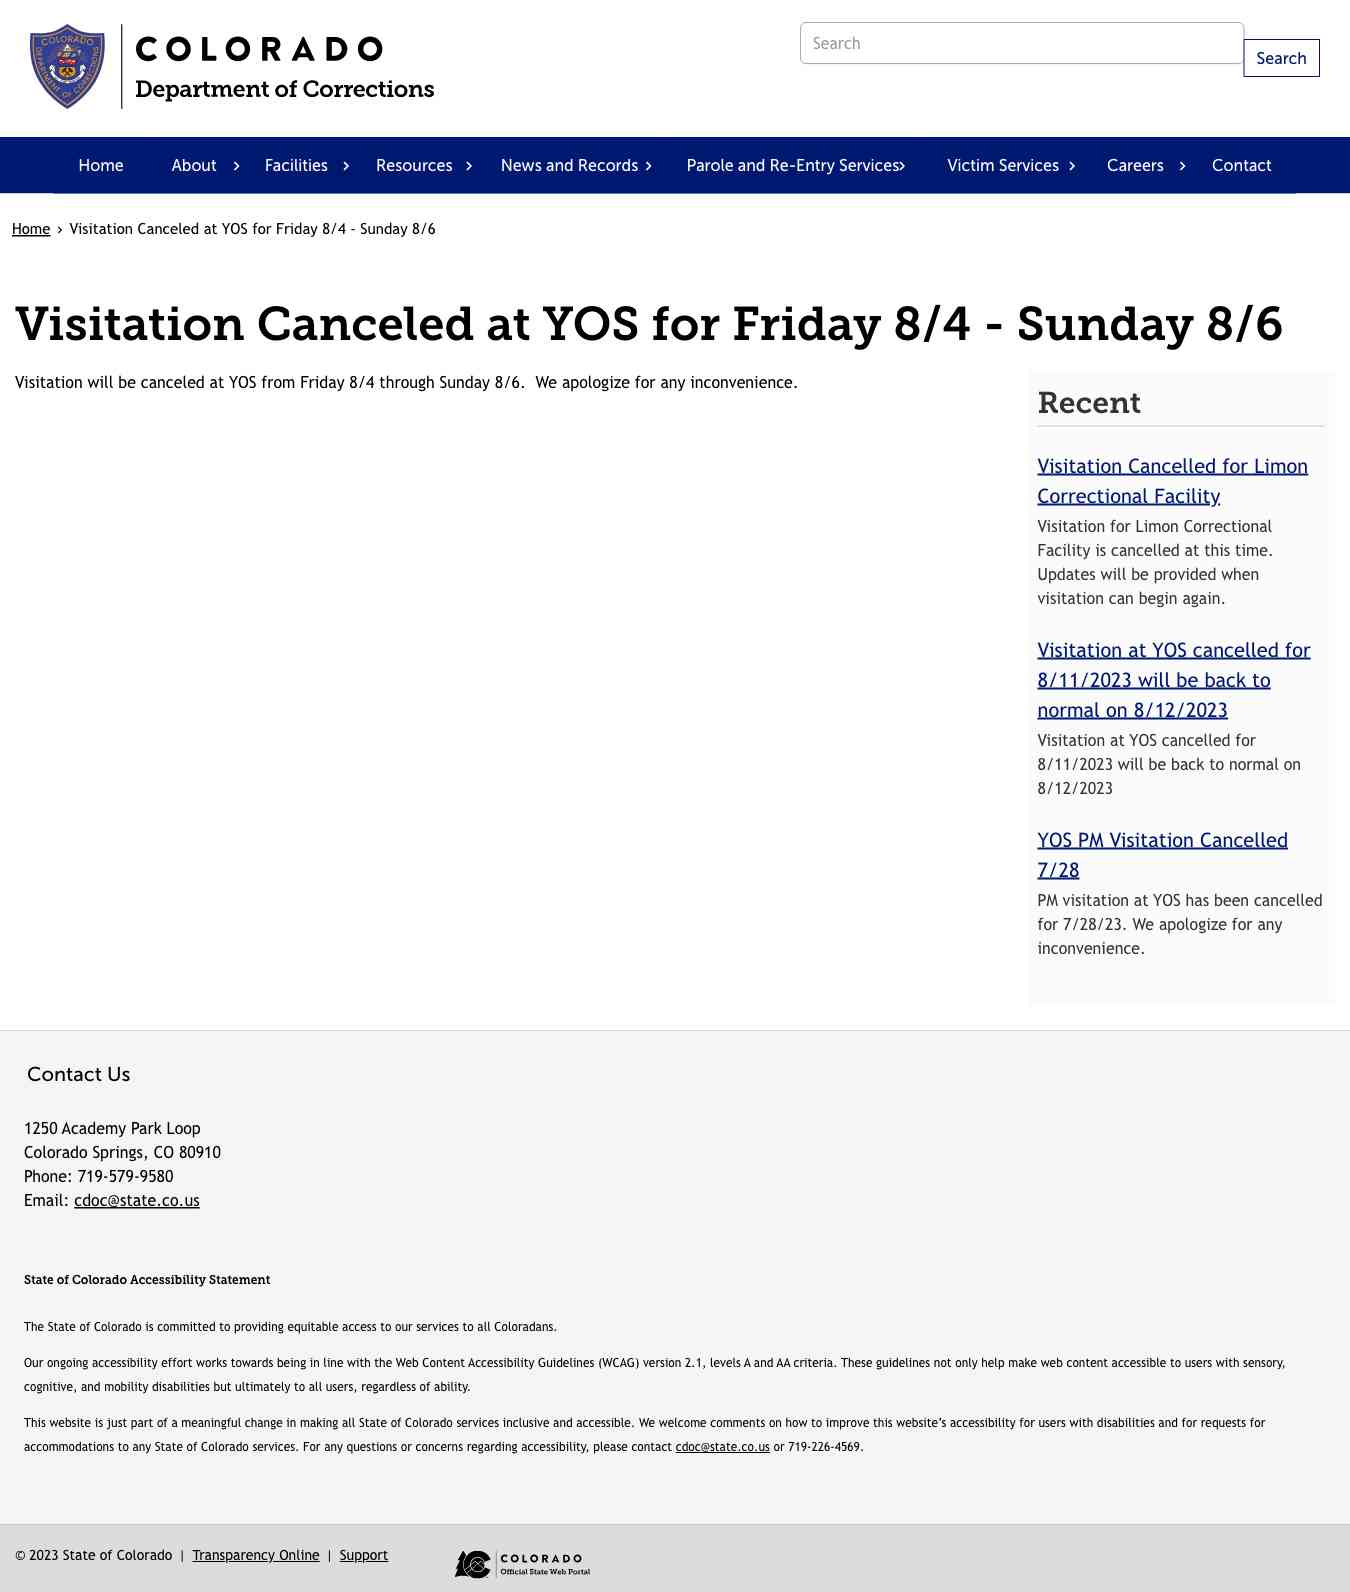 COLORADO
Department of Corrections
Search
Search
Home About Facilities Resources News and Records Parole and Re-Entry Services Victim Services Careers Contact
Home › Visitation Canceled at YOS for Friday 8/4 - Sunday 8/6
Visitation Canceled at YOS for Friday 8/4 - Sunday 8/6
Visitation will be canceled at YOS from Friday 8/4 through Sunday 8/6. We apologize for any inconvenience.
Recent
Visitation Cancelled for Limon
Correctional Facility
Visitation for Limon Correctional
Facility is cancelled at this time.
Updates will be provided when
visitation can begin again.
Visitation at YOS cancelled for
8/11/2023 will be back to
normal on 8/12/2023
Visitation at YOS cancelled for
8/11/2023 will be back to normal on
8/12/2023
YOS PM Visitation Cancelled
7/28
PM visitation at YOS has been cancelled
for 7/28/23. We apologize for any
inconvenience.
Contact Us
1250 Academy Park Loop
Colorado Springs, CO 80910
Phone: 719-579-9580
Email: cdoc@state.co.us
State of Colorado Accessibility Statement
The State of Colorado is committed to providing equitable access to our services to all Coloradans.
Our ongoing accessibility effort works towards being in line with the Web Content Accessibility Guidelines (WCAG) version 2.1, levels A and AA criteria. These guidelines not only help make web content accessible to users with sensory,
cognitive, and mobility disabilities but ultimately to all users, regardless of ability.
This website is just part of a meaningful change in making all State of Colorado services inclusive and accessible. We welcome comments on how to improve this website's accessibility for users with disabilities and for requests for
accommodations to any State of Colorado services. For any questions or concerns regarding accessibility, please contact cdoc@state.co.us or 719-226-4569.
© 2023 State of Colorado | Transparency Online | Support
COLORADO
Official State Web Portal